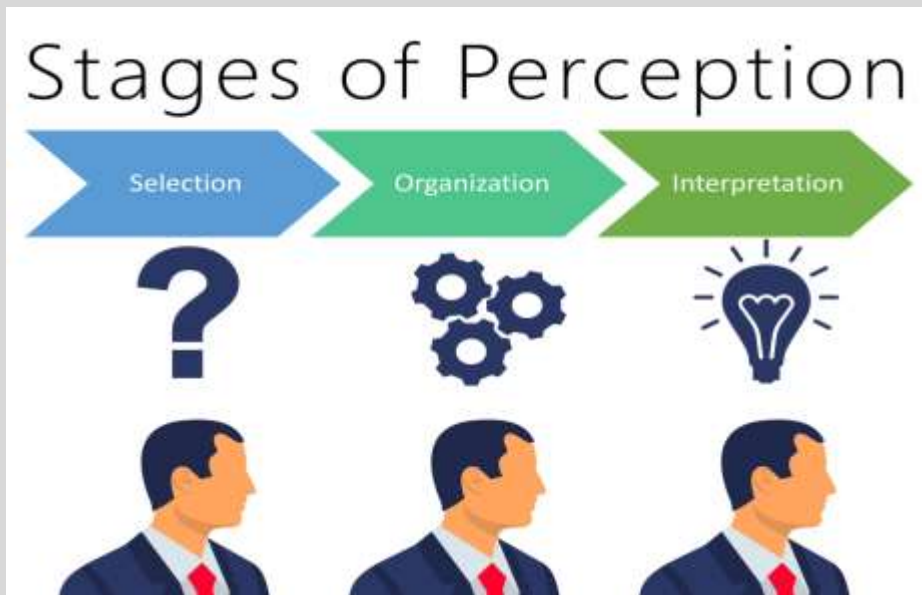 Stages of Perception
Selection
Organization
Interpretation